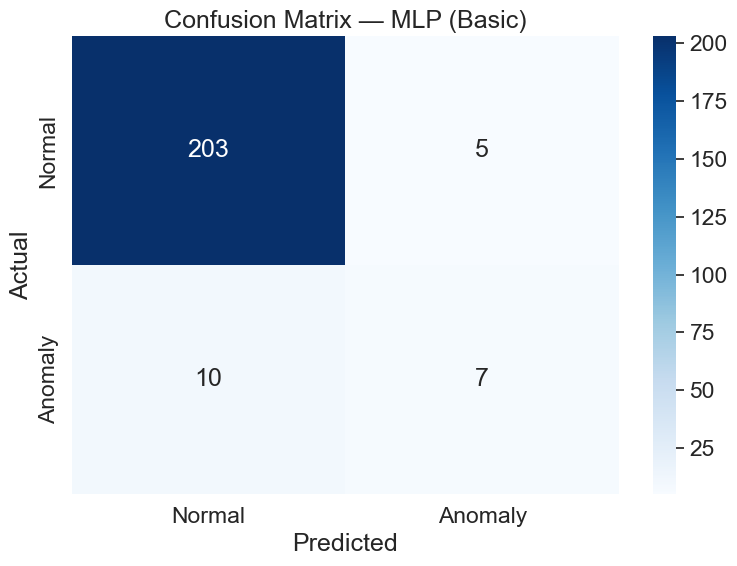 Confusion Matrix — MLP (Basic)
Actual
Normal
Anomaly
203
5
10
7
Normal
Anomaly
Predicted
200
175
150
125
100
75
50
25